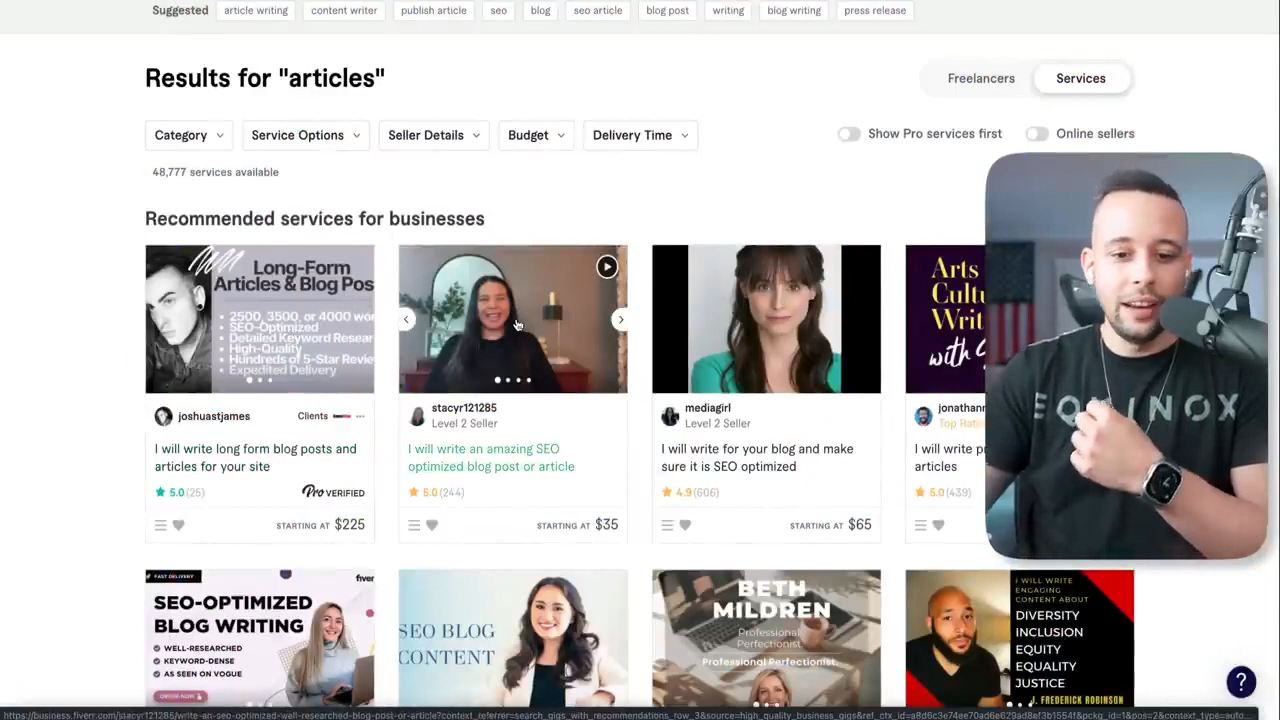 Suggested article writing content writer publish article seo blog seo article blog post writing blog writing press release
Results for "articles"
Freelancers Services
Category Service Options Seller Details Budget Delivery Time
Show Pro services first Online sellers
48,777 services available
Recommended services for businesses
Long-Form
Articles & Blog Pos
2500, 3500, or 4000 wor
SEO-Optimized
Detailed Keyword Resear
High-Quality
Hundreds of 5-Star Revie
Expedited Delivery
joshuastjames Clients
I will write long form blog posts and
articles for your site
5.0 (25) Pro VERIFIED
STARTING AT $225
stacyr121285
Level 2 Seller
I will write an amazing SEO
optimized blog post or article
5.0 (244)
STARTING AT $35
mediagirl
Level 2 Seller
I will write for your blog and make
sure it is SEO optimized
4.9 (606)
STARTING AT $65
Arts
Cultu
Writ
with
jonathann
Top Rati
I will write p
articles
5.0 (439)
EQUINOX
FAST DELIVERY
fiver
SEO-OPTIMIZED
BLOG WRITING
WELL-RESEARCHED
KEYWORD-DENSE
AS SEEN ON VOGUE
ORDER NOW
SEO BLOG
CONTENT
BETH
MILDREN
Professional
Perfectionist
Professional Perfectionist.
I WILL WRITE
ENGAGING
CONTENT ABOUT
DIVERSITY
INCLUSION
EQUITY
EQUALITY
JUSTICE
J. FREDERICK ROBINSON
?